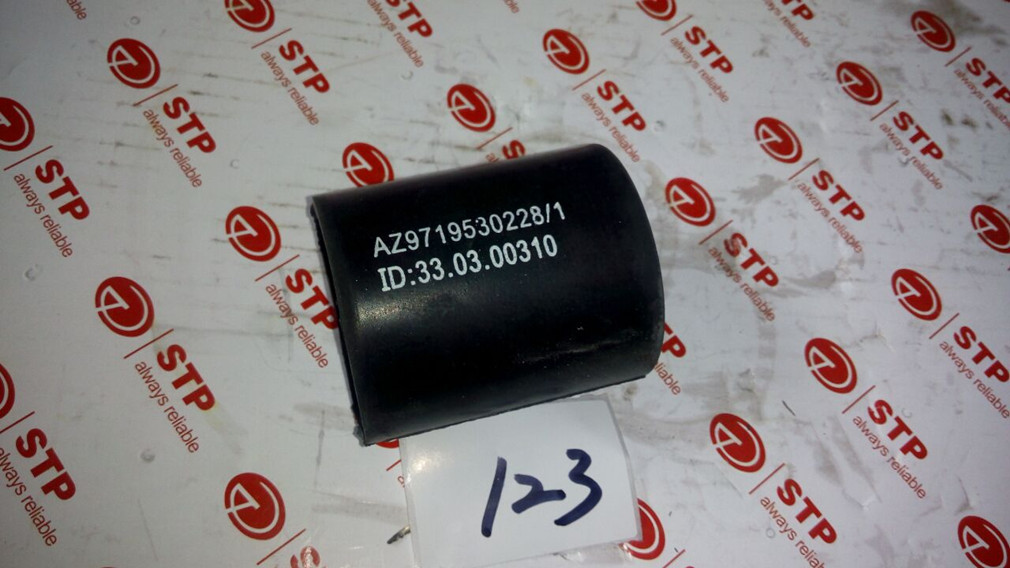 AZ9719530228/1
ID:33.03.00310
123
STP
always reliable